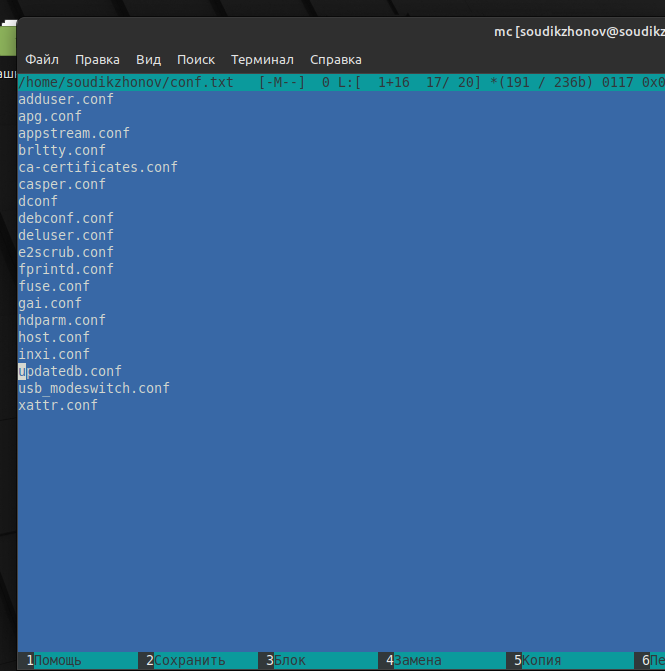 mc [soudikzhonov@soudikz
Файл Правка Вид Поиск Терминал Справка
/home/soudikzhonov/conf.txt [-M--] 0 L:[ 1+16 17/ 20] *(191 / 236b) 0117 0x0
adduser.conf
apg.conf
appstream.conf
brltty.conf
ca-certificates.conf
casper.conf
dconf
debconf.conf
deluser.conf
e2scrub.conf
fprintd.conf
fuse.conf
gai.conf
hdparm.conf
host.conf
inxi.conf
updatedb.conf
usb_modeswitch.conf
xattr.conf
1Помощь 2Сохранить 3Блок 4Замена 5Копия 6Пе